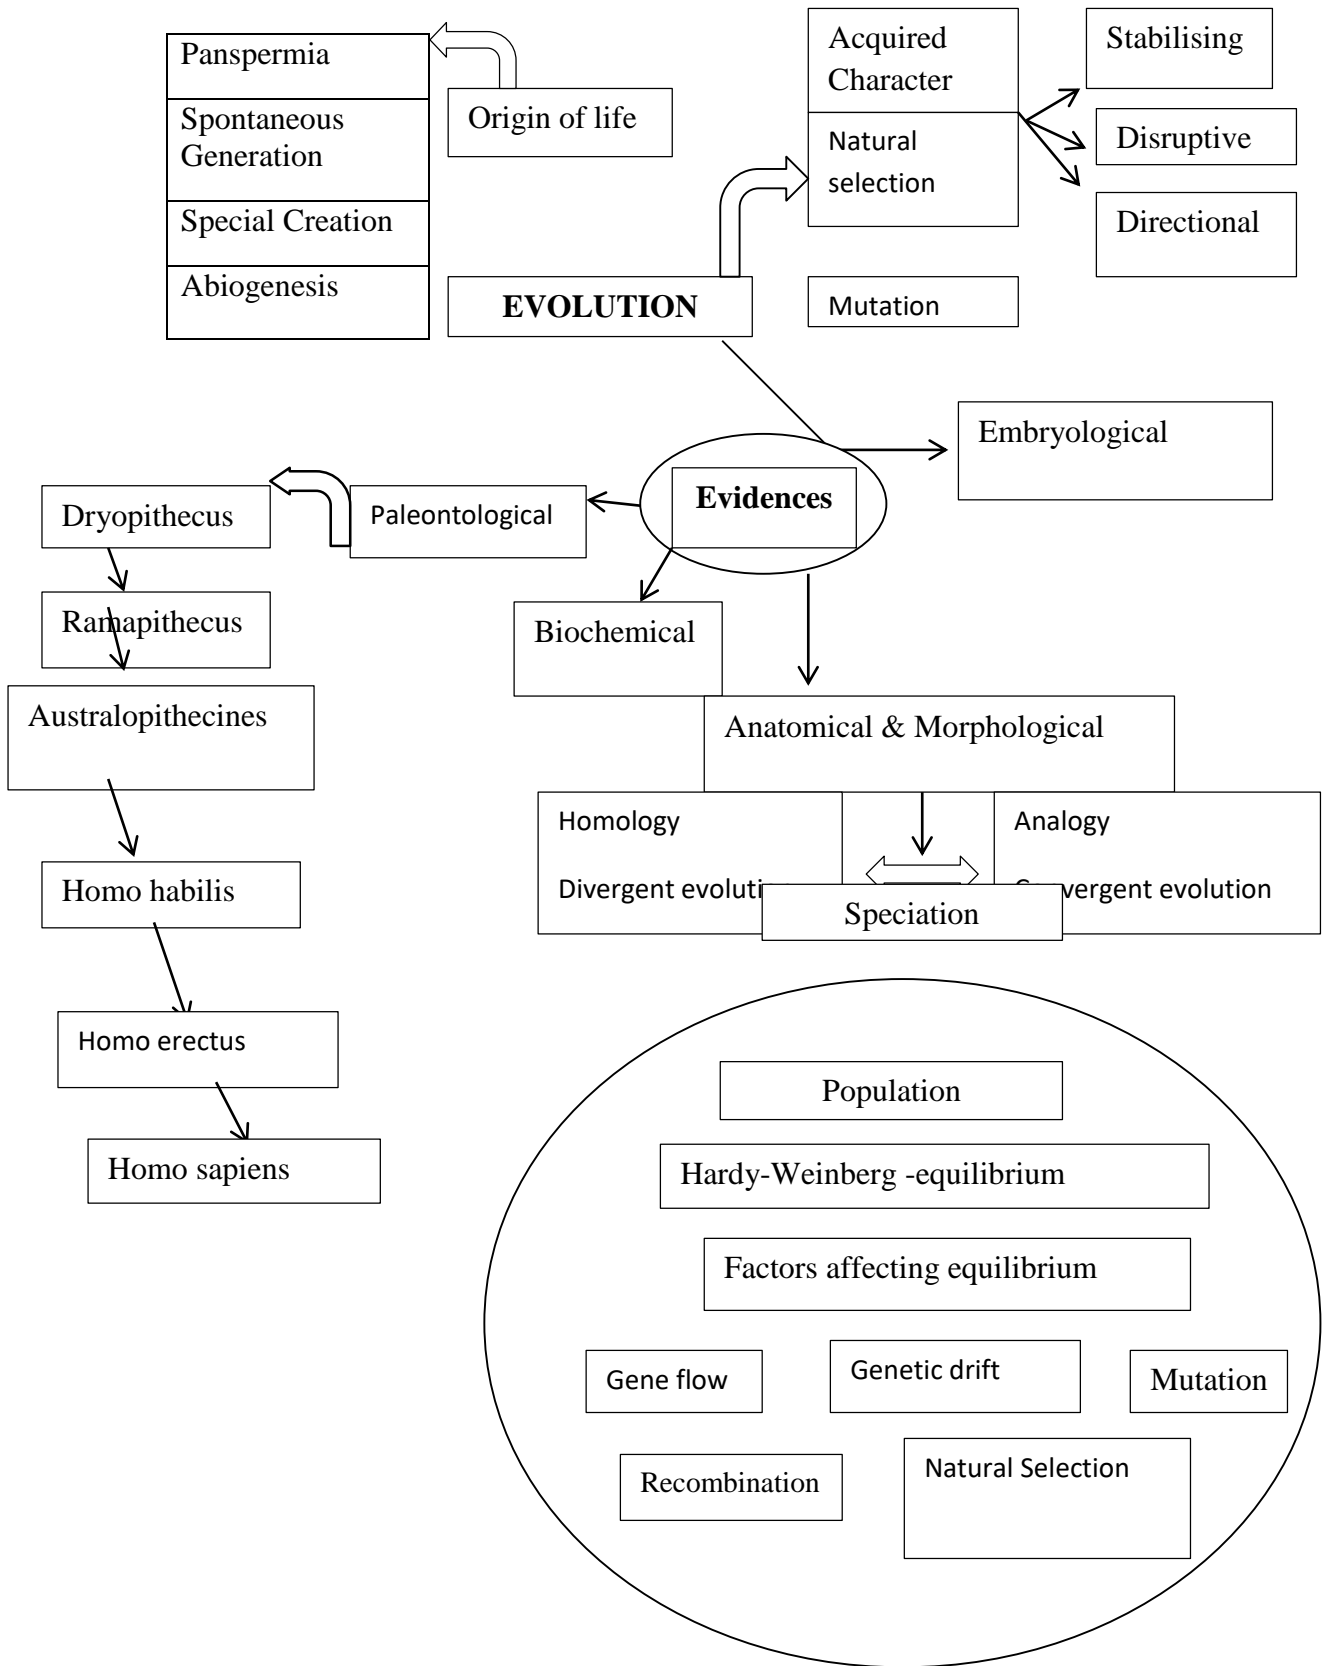 Panspermia
Spontaneous
Generation
Special Creation
Abiogenesis
Origin of life
Acquired
Character
Natural
selection
Stabilising
Disruptive
Directional
EVOLUTION
Mutation
Embryological
Evidences
Paleontological
Dryopithecus
Ramapithecus
Australopithecines
Homo habilis
Homo erectus
Homo sapiens
Biochemical
Anatomical & Morphological
Homology
Divergent
Analogy
evolution
Speciation
Population
Hardy-Weinberg -equilibrium
Factors affecting equilibrium
Gene flow
Genetic drift
Mutation
Recombination
Natural Selection